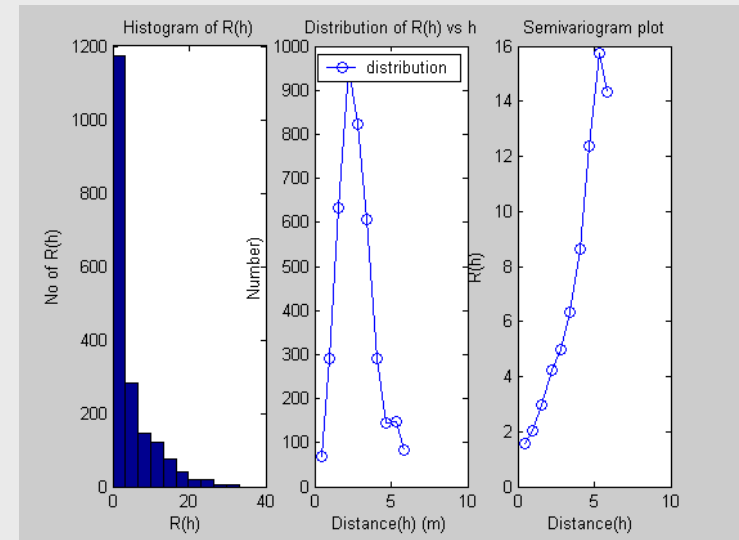 Histogram of R(h)
1200
1000
800
600
400
200
0
0 20 40
No of R(h)
R(h)
Distribution of R(h) vs h
distribution
1000
900
800
700
600
500
400
300
200
100
0
0 5 10
Number)
Distance(h) (m)
Semivariogram plot
16
14
12
10
8
6
4
2
0
0 5 10
R(h)
Distance(h)